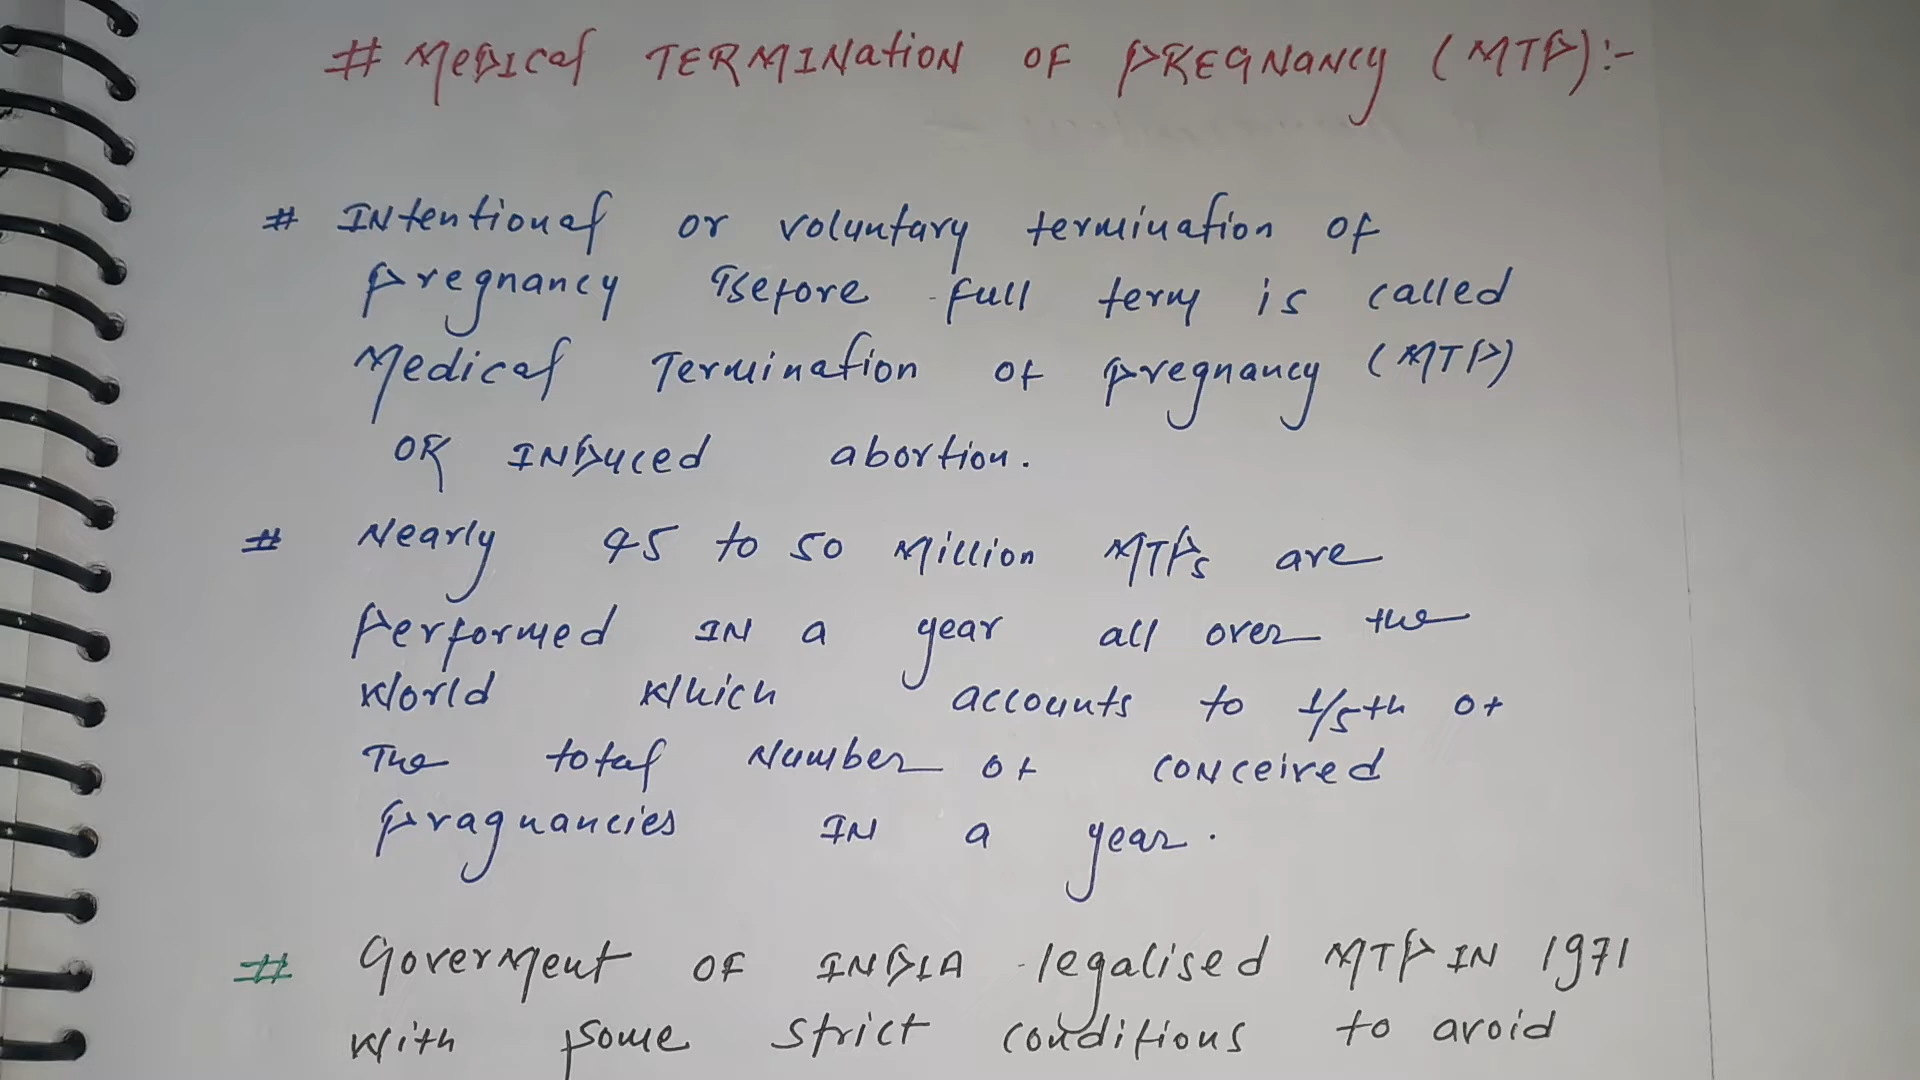 # MEDICAL TERMINATION OF PREGNANCY (MTP):-
# INtentional or voluntary termination of
pregnancy Before full term is called
Medical Termination of pregnancy (MTP)
OR INDuced abortion.
# Nearly 45 to 50 Million MTPs are
performed IN a year all over the
World Which accounts to 1/5th of
The total Number of conceived
pragnancies IN a year.
# Goverment OF INDIA legalised MTP IN 1971
With some strict conditions to avoid